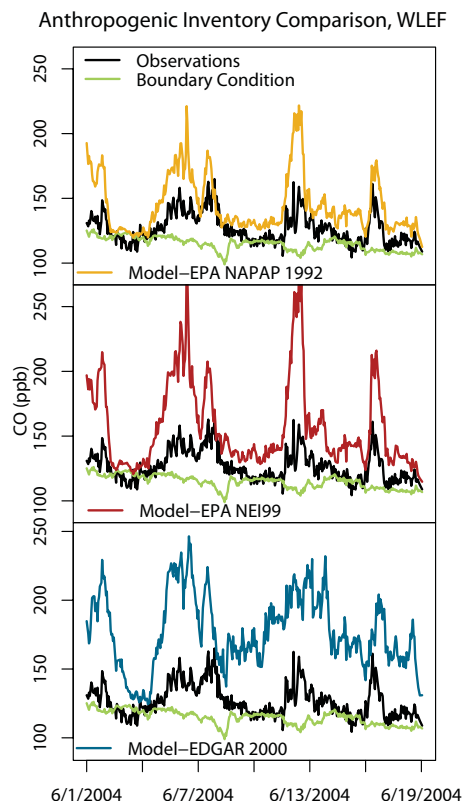 Anthropogenic Inventory Comparison, WLEF
Observations
Boundary Condition
250
200
150
100
Model−EPA NAPAP 1992
CO (ppb)
250
200
150
100
Model−EPA NEI99
250
200
150
100
Model−EDGAR 2000
6/1/2004 6/7/2004 6/13/2004 6/19/2004